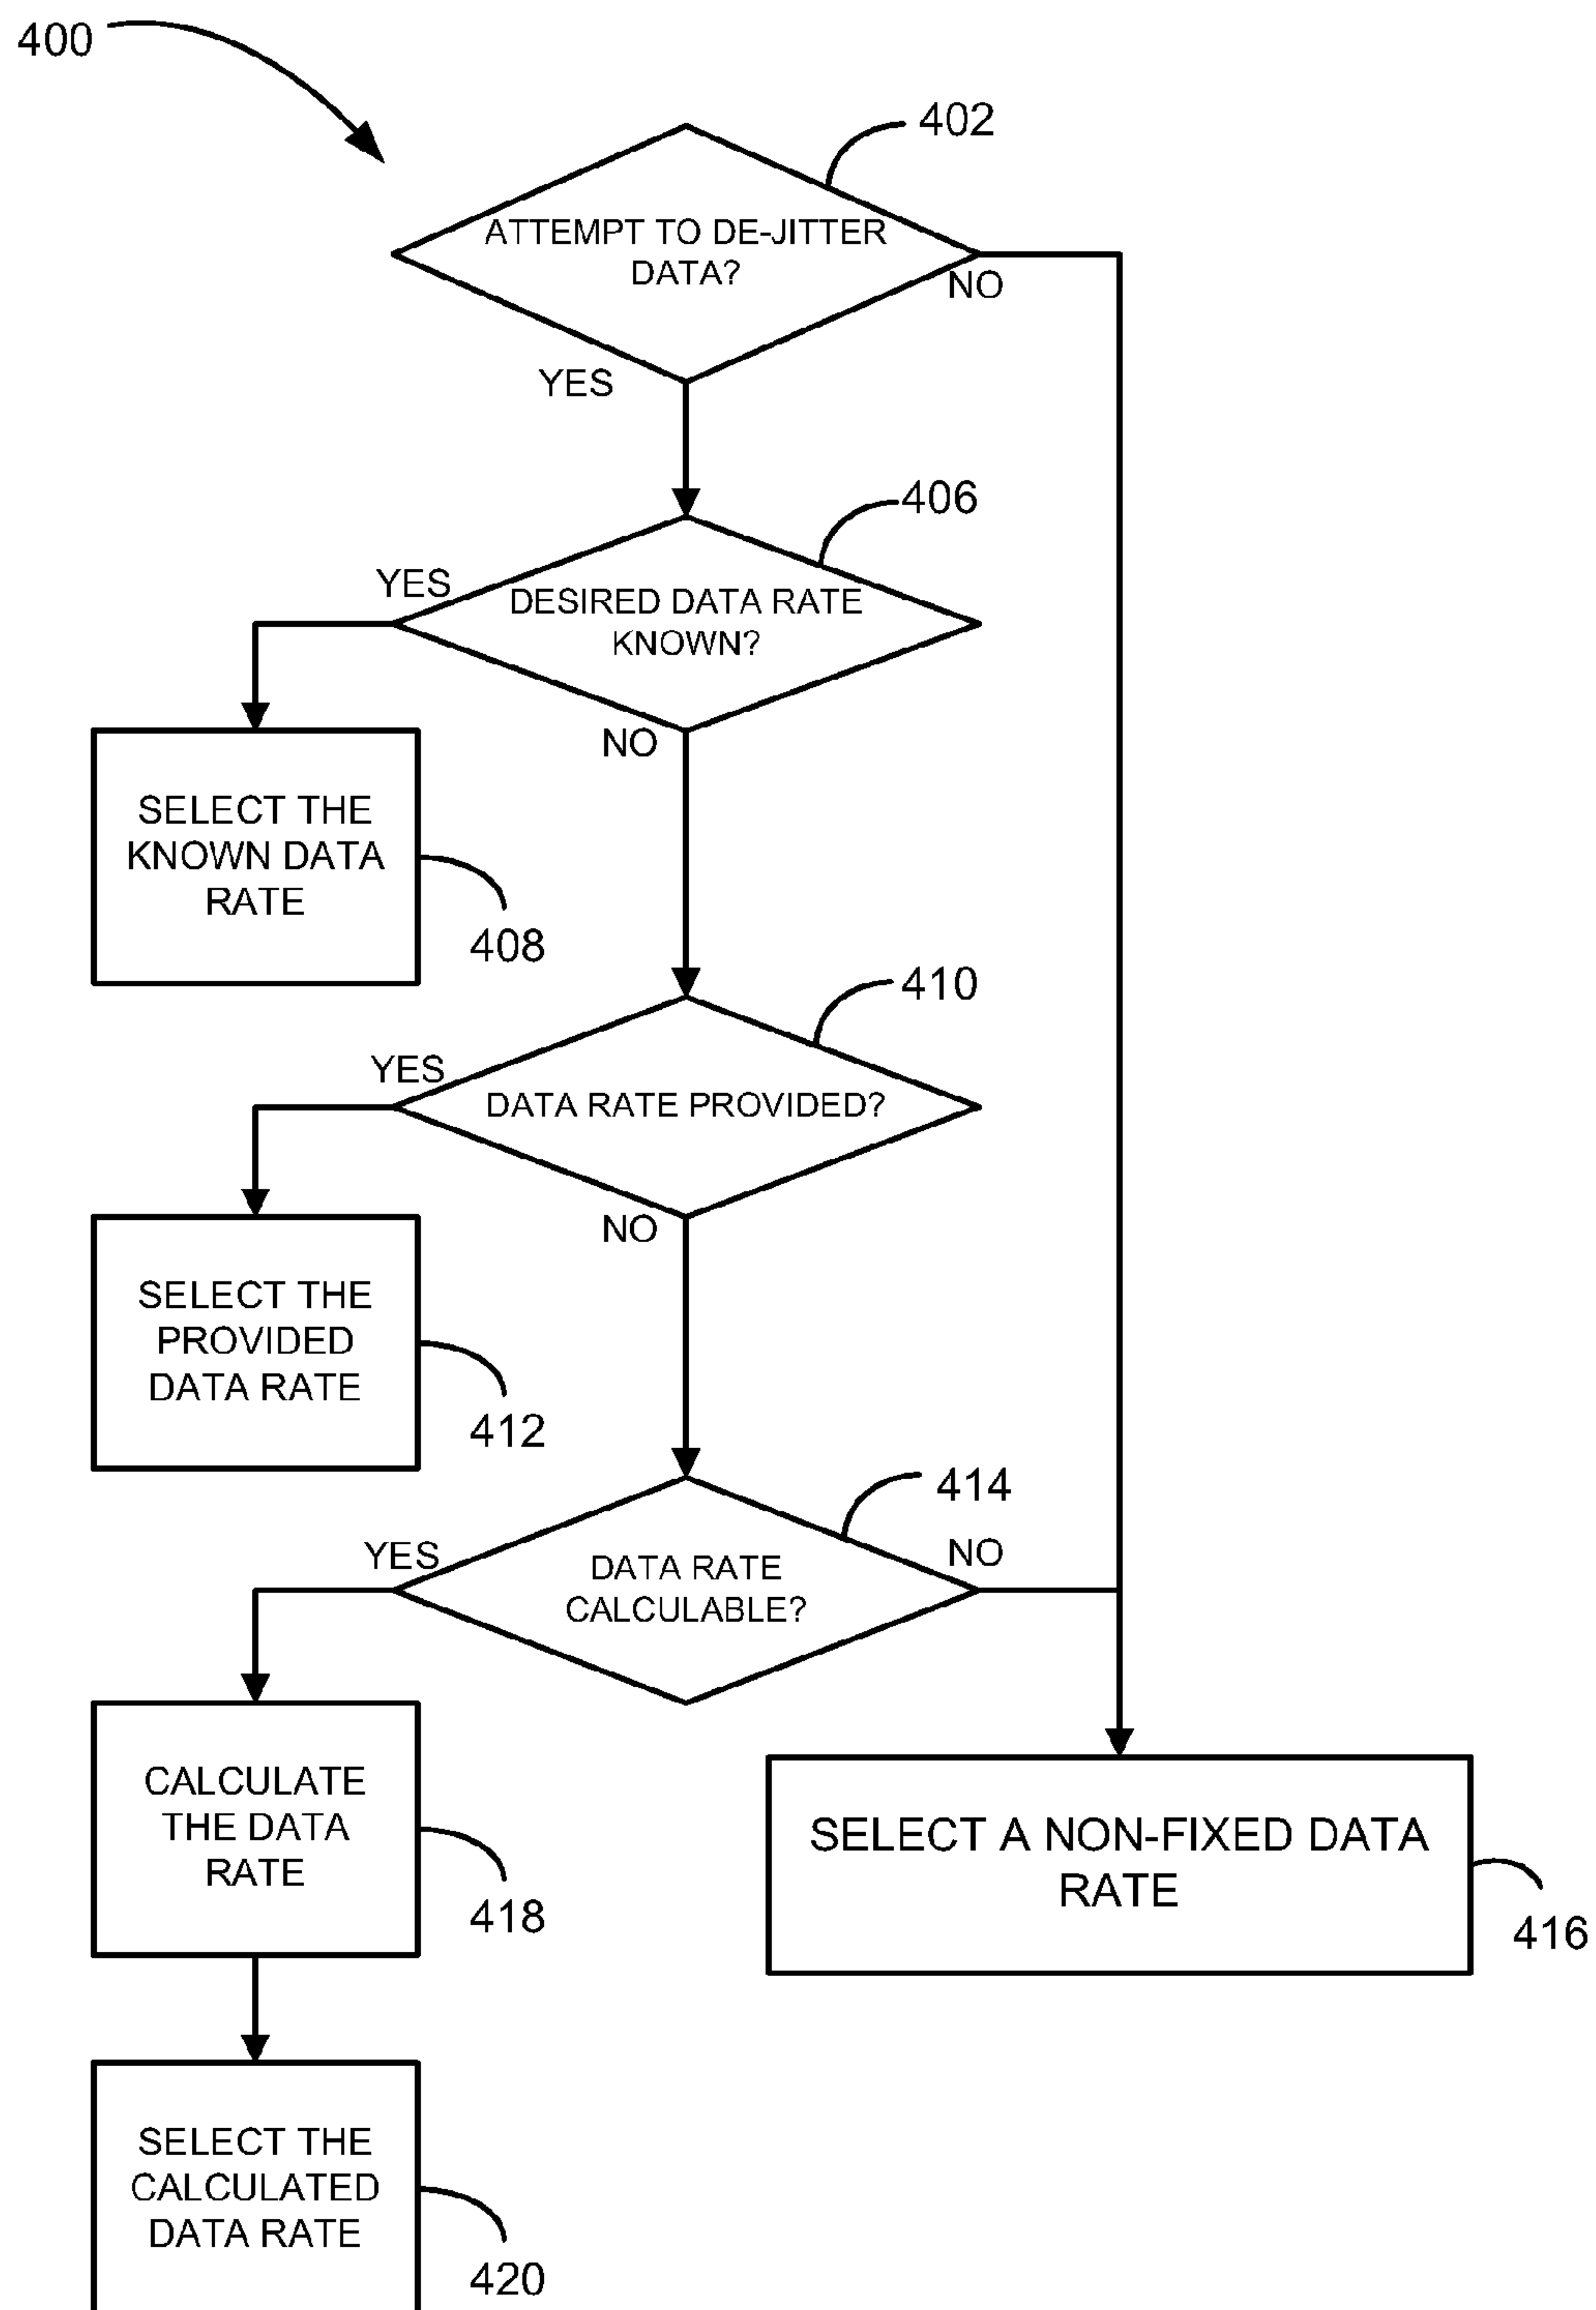 400
402
ATTEMPT TO DE-JITTER
DATA?
NO
YES
406
YES
DESIRED DATA RATE
KNOWN?
NO
SELECT THE
KNOWN DATA
RATE
408
410
YES
DATA RATE PROVIDED?
NO
SELECT THE
PROVIDED
DATA RATE
412
414
YES
NO
DATA RATE
CALCULABLE?
CALCULATE
THE DATA
RATE
418
SELECT A NON-FIXED DATA
RATE
416
SELECT THE
CALCULATED
DATA RATE
420